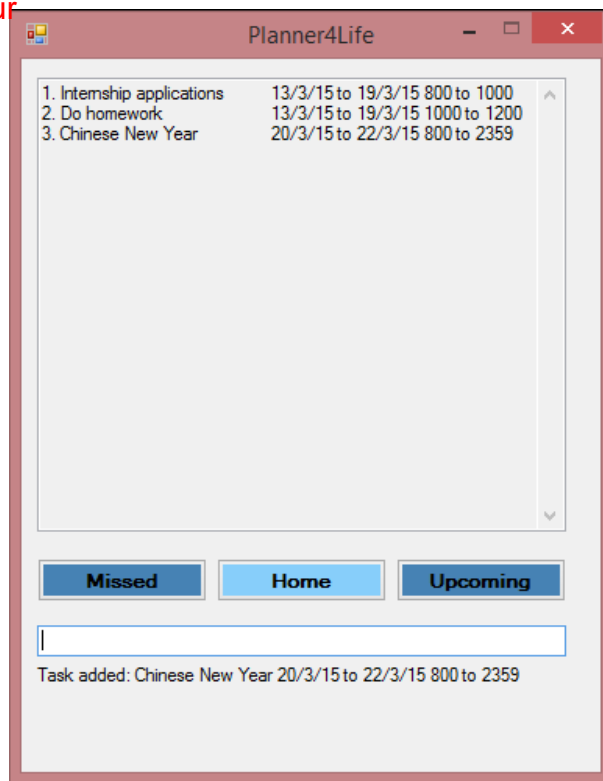 ur
Planner4Life
1. Internship applications 13/3/15 to 19/3/15 800 to 1000
2. Do homework 13/3/15 to 19/3/15 1000 to 1200
3. Chinese New Year 20/3/15 to 22/3/15 800 to 2359
Missed Home Upcoming
Task added: Chinese New Year 20/3/15 to 22/3/15 800 to 2359